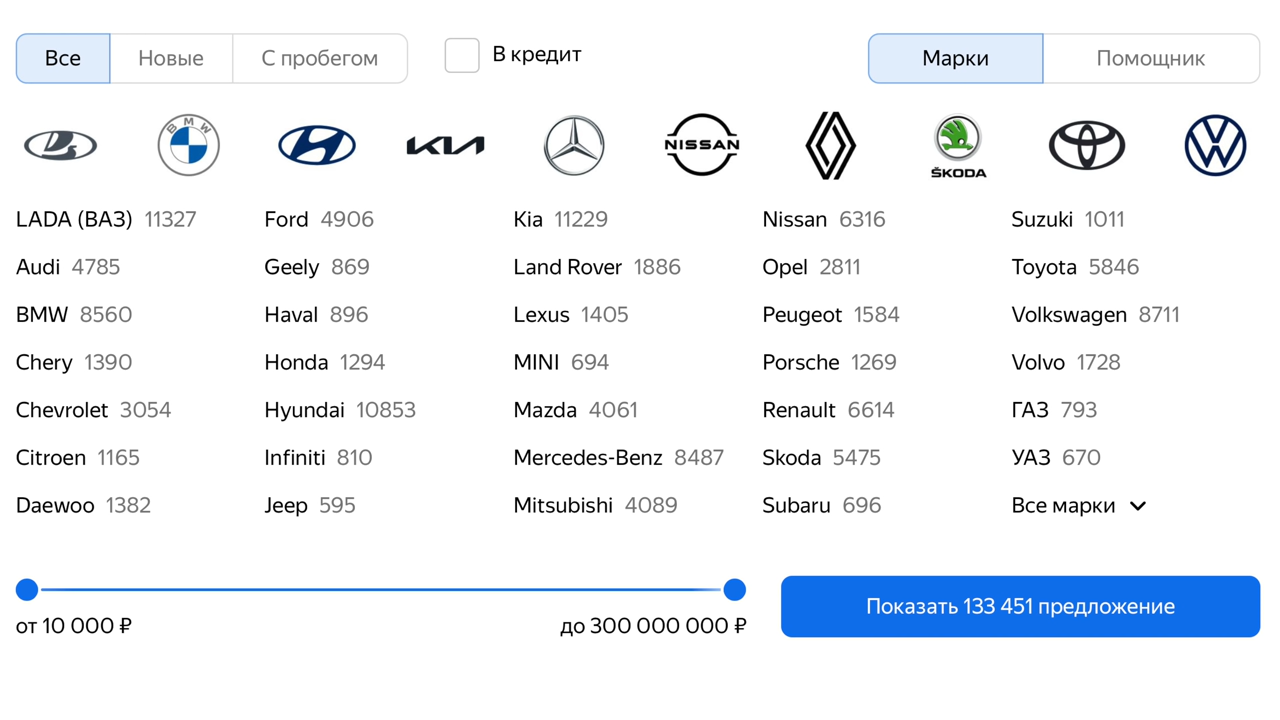 Все Новые С пробегом В кредит Марки Помощник
BMW NISSAN ŠKODA
LADA (ВАЗ) 11327 Ford 4906 Kia 11229 Nissan 6316 Suzuki 1011
Audi 4785 Geely 869 Land Rover 1886 Opel 2811 Toyota 5846
BMW 8560 Haval 896 Lexus 1405 Peugeot 1584 Volkswagen 8711
Chery 1390 Honda 1294 MINI 694 Porsche 1269 Volvo 1728
Chevrolet 3054 Hyundai 10853 Mazda 4061 Renault 6614 ГАЗ 793
Citroen 1165 Infiniti 810 Mercedes-Benz 8487 Skoda 5475 УАЗ 670
Daewoo 1382 Jeep 595 Mitsubishi 4089 Subaru 696 Все марки
от 10 000 ₽ до 300 000 000 ₽ Показать 133 451 предложение